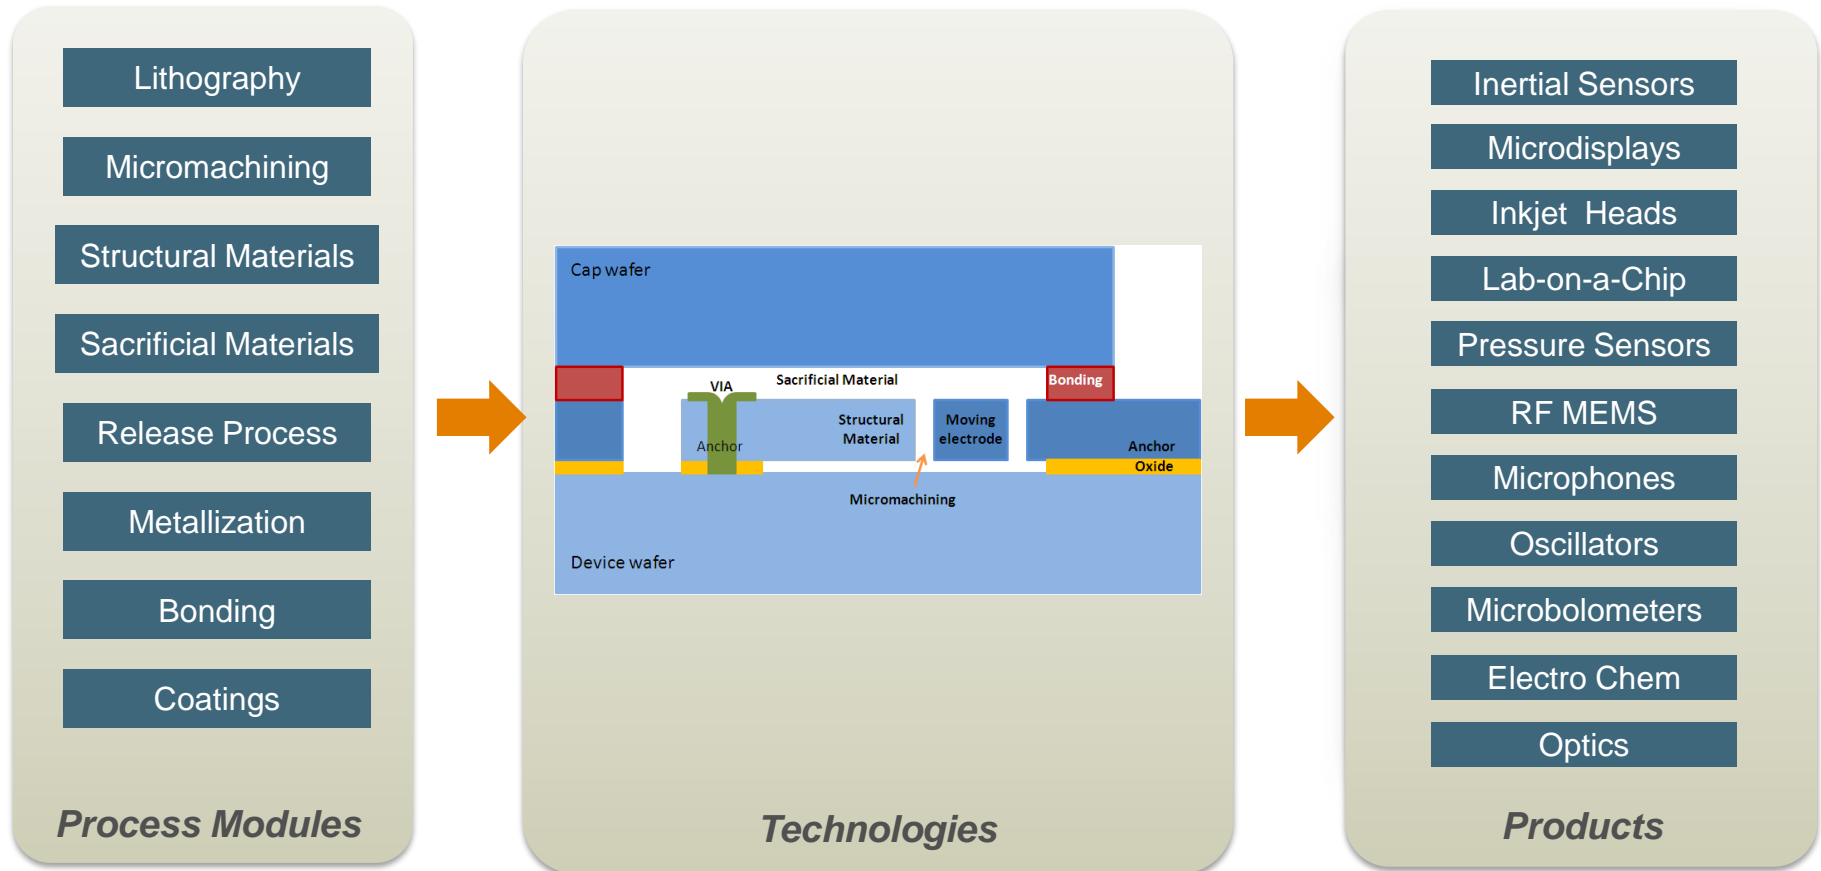 Lithography
Micromachining
Structural Materials
Sacrificial Materials
Release Process
Metallization
Bonding
Coatings
Process Modules
Cap wafer
VIA
Sacrificial Material
Bonding
Anchor
Structural
Material
Moving
electrode
Anchor
Oxide
Micromachining
Device wafer
Technologies
Inertial Sensors
Microdisplays
Inkjet Heads
Lab-on-a-Chip
Pressure Sensors
RF MEMS
Microphones
Oscillators
Microbolometers
Electro Chem
Optics
Products